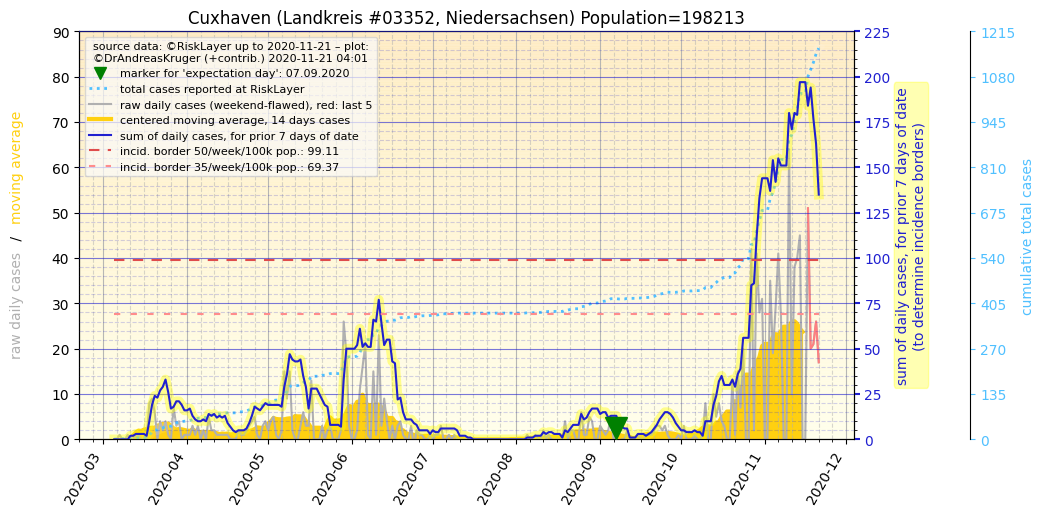 Cuxhaven (Landkreis #03352, Niedersachsen) Population=198213
source data: ©RiskLayer up to 2020-11-21 – plot:
©DrAndreasKruger (+contrib.) 2020-11-21 04:01
marker for 'expectation day': 07.09.2020
total cases reported at RiskLayer
raw daily cases (weekend-flawed), red: last 5
centered moving average, 14 days cases
sum of daily cases, for prior 7 days of date
incid. border 50/week/100k pop.: 99.11
incid. border 35/week/100k pop.: 69.37
raw daily cases / moving average
90
80
70
60
50
40
30
20
10
0
2020-03
2020-04
2020-05
2020-06
2020-07
2020-08
2020-09
2020-10
2020-11
2020-12
225
200
175
150
125
100
75
50
25
0
sum of daily cases, for prior 7 days of date
(to determine incidence borders)
1215
1080
945
810
675
540
405
270
135
0
cumulative total cases